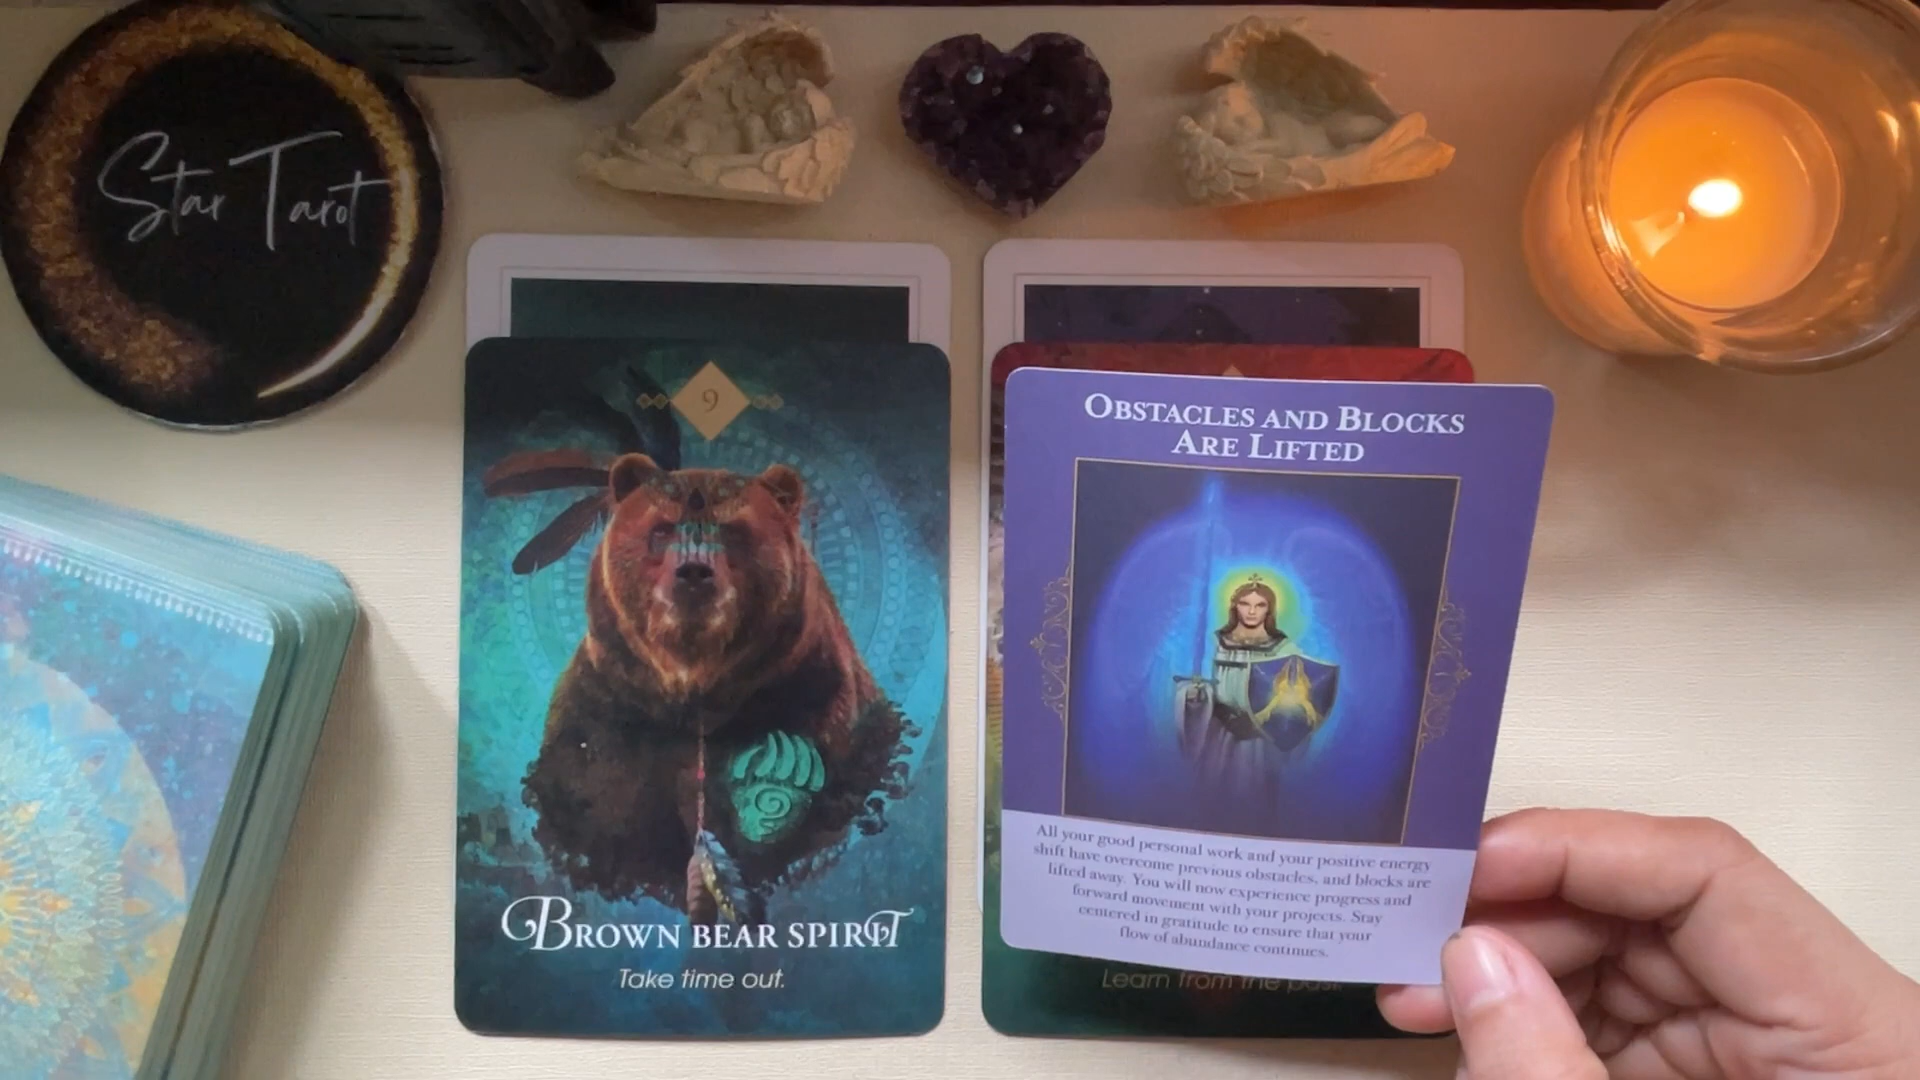 Star Tarot
9
BROWN BEAR SPIRIT
Take time out.
OBSTACLES AND BLOCKS
ARE LIFTED
All your good personal work and your positive energy
shift have overcome previous obstacles, and blocks are
lifted away. You will now experience progress and
forward movement with your projects. Stay
centered in gratitude to ensure that your
flow of abundance continues.
Learn from the past.